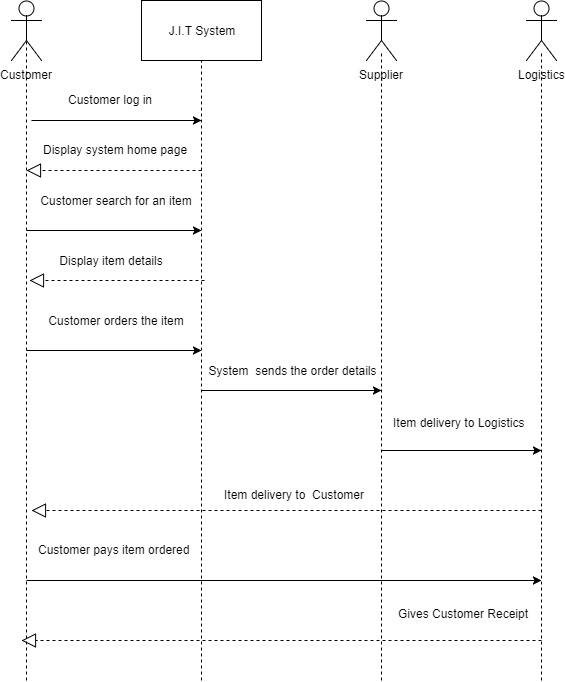 J.I.T System
Customer
Supplier
Logistics
Customer log in
Display system home page
Customer search for an item
Display item details
Customer orders the item
System sends the order details
Item delivery to Logistics
Item delivery to Customer
Customer pays item ordered
Gives Customer Receipt